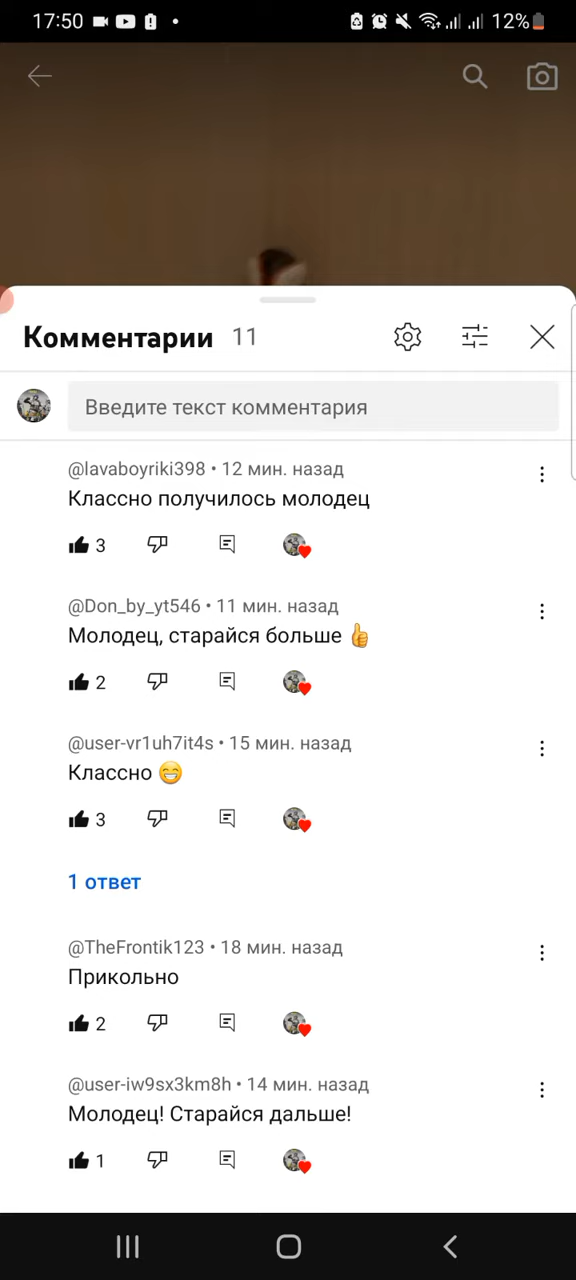 17:50
12%
Комментарии 11
Введите текст комментария
@lavaboyriki398 • 12 мин. назад
Классно получилось молодец
3
@Don_by_yt546 • 11 мин. назад
Молодец, старайся больше 👍
2
@user-vr1uh7it4s • 15 мин. назад
Классно 😁
3
1 ответ
@TheFrontik123 • 18 мин. назад
Прикольно
2
@user-iw9sx3km8h • 14 мин. назад
Молодец! Старайся дальше!
1